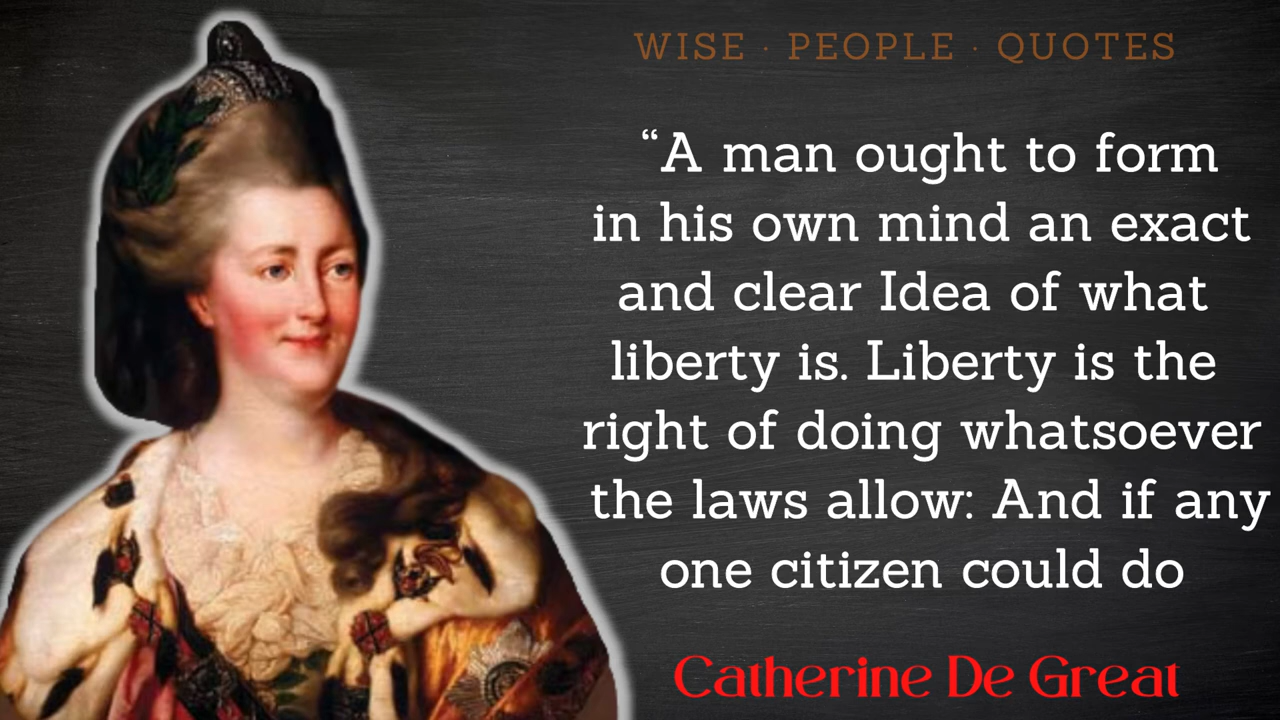 WISE · PEOPLE · QUOTES
“A man ought to form
in his own mind an exact
and clear Idea of what
liberty is. Liberty is the
right of doing whatsoever
the laws allow: And if any
one citizen could do
Catherine De Great